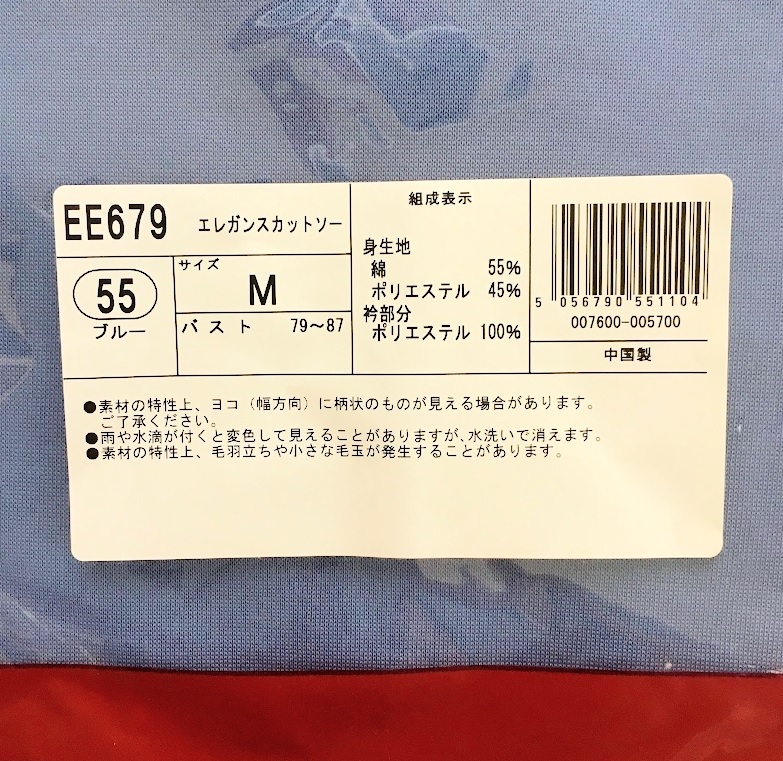 EE679 エレガンスカットソー
55
ブルー
サイズ
M
バスト 79〜87
組成表示
身生地
綿 55%
ポリエステル 45%
衿部分
ポリエステル 100%
5 056790 551104
007600-005700
中国製
●素材の特性上、ヨコ（幅方向）に柄状のものが見える場合があります。
ご了承ください。
●雨や水滴が付くと変色して見えることがありますが、水洗いで消えます。
●素材の特性上、毛羽立ちや小さな毛玉が発生することがあります。